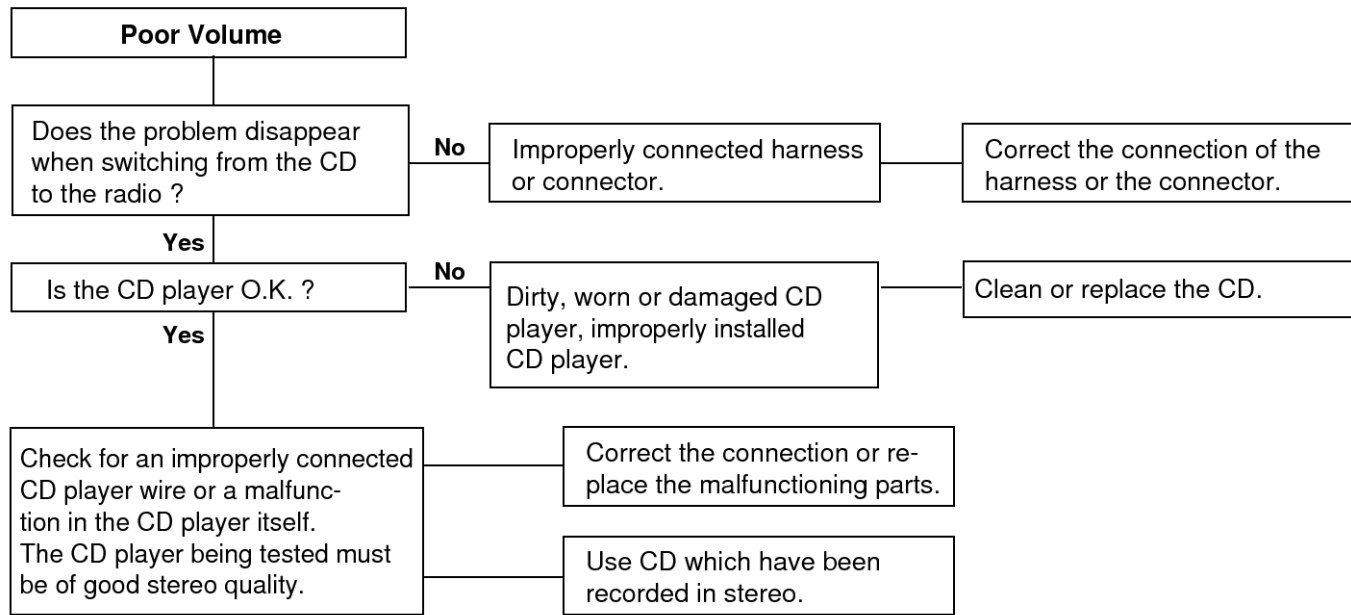 Poor Volume
Does the problem disappear
when switching from the CD
to the radio ?
No
Improperly connected harness
or connector.
Correct the connection of the
harness or the connector.
Yes
Is the CD player O.K. ?
No
Dirty, worn or damaged CD
player, improperly installed
CD player.
Clean or replace the CD.
Yes
Check for an improperly connected
CD player wire or a malfunc-
tion in the CD player itself.
The CD player being tested must
be of good stereo quality.
Correct the connection or re-
place the malfunctioning parts.
Use CD which have been
recorded in stereo.